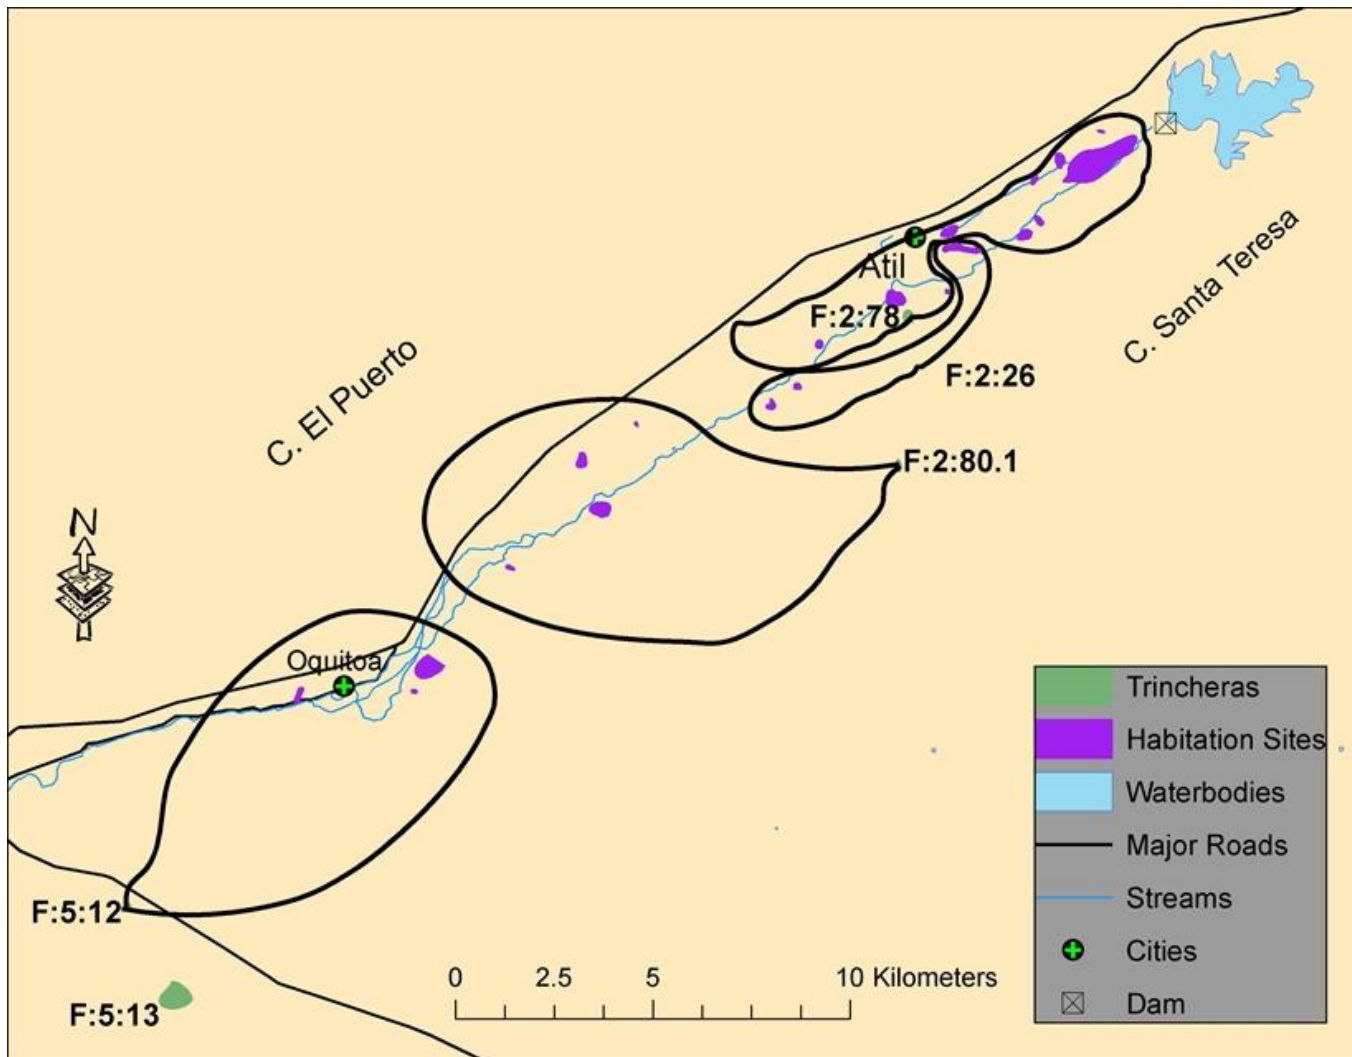 C. Santa Teresa
Atil
F:2:78
C. El Puerto
F:2:26
F:2:80.1
N
Oquitoa
F:5:12
F:5:13
0 2.5 5 10 Kilometers
Trincheras
Habitation Sites
Waterbodies
Major Roads
Streams
Cities
Dam